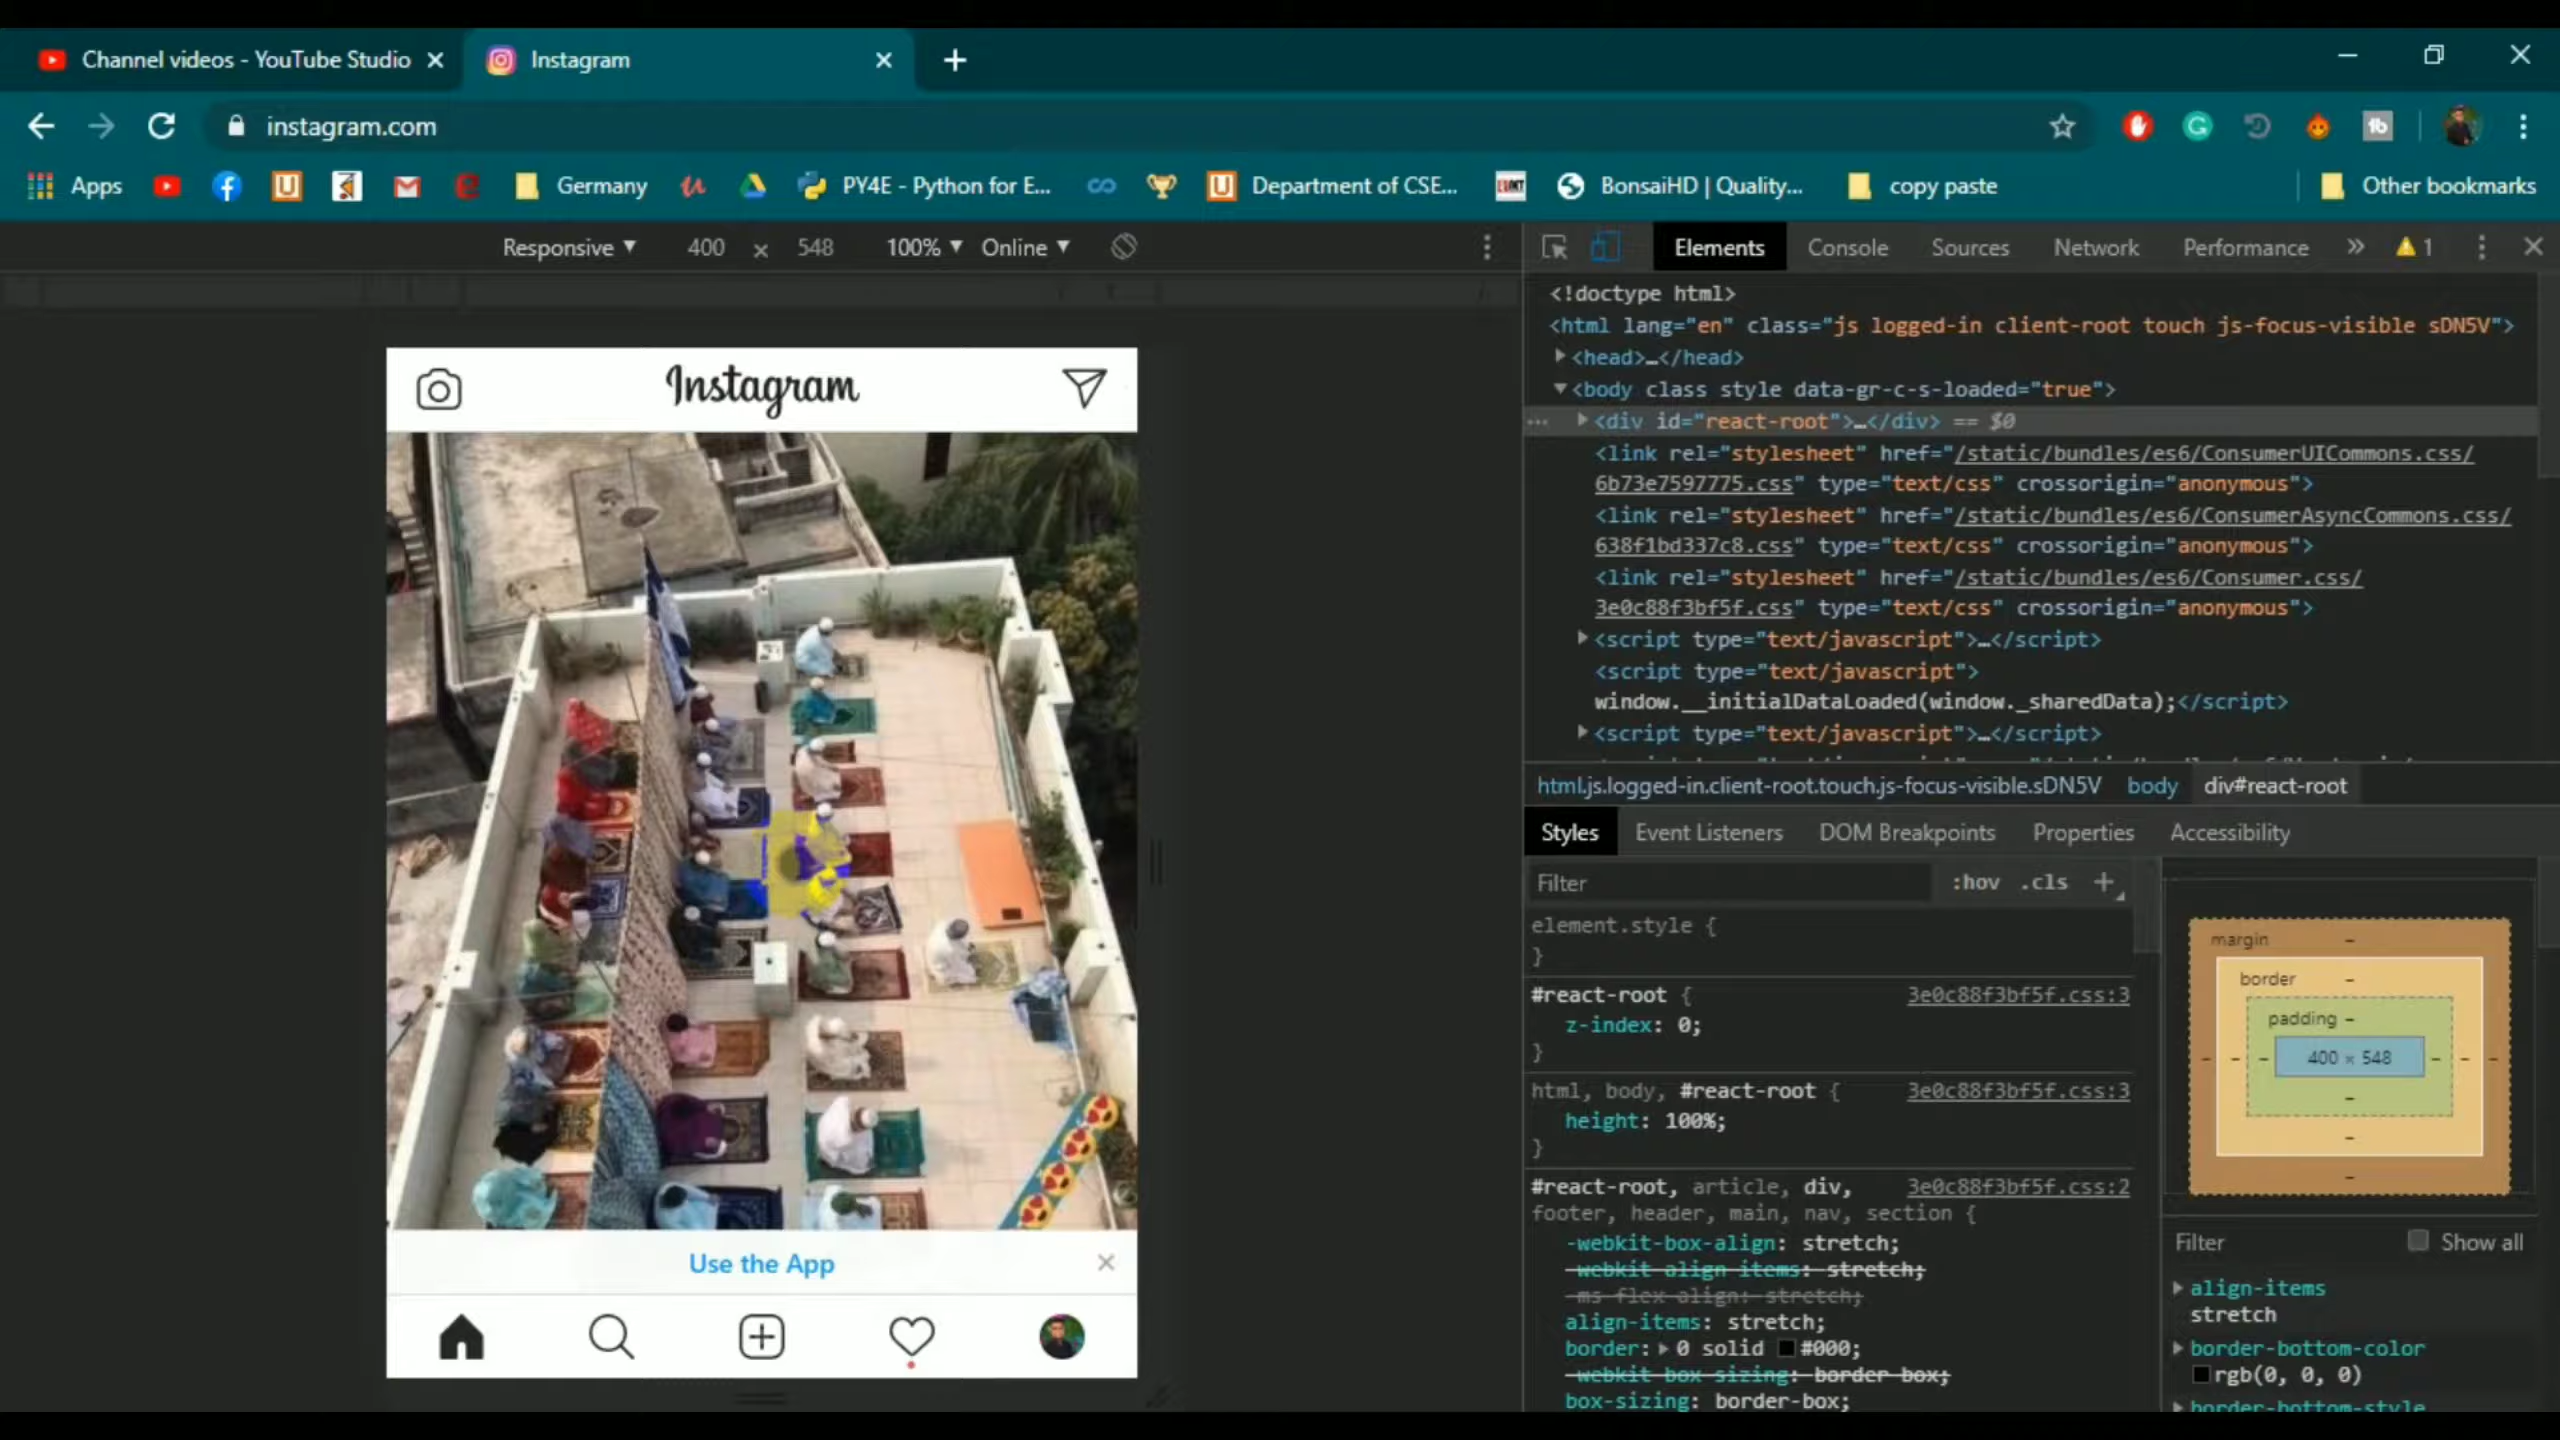 Channel videos - YouTube Studio
Instagram
instagram.com
Apps
Germany
PY4E - Python for E...
Department of CSE...
BonsaiHD | Quality...
copy paste
Other bookmarks
Responsive 400 x 548 100% Online
Elements Console Sources Network Performance » 1
Instagram
Use the App
<!doctype html>
<html lang="en" class="js logged-in client-root touch js-focus-visible sDN5V">
<head>…</head>
<body class style data-gr-c-s-loaded="true">
<div id="react-root">…</div> == $0
<link rel="stylesheet" href="/static/bundles/es6/ConsumerUICommons.css/
6b73e7597775.css" type="text/css" crossorigin="anonymous">
<link rel="stylesheet" href="/static/bundles/es6/ConsumerAsyncCommons.css/
638f1bd337c8.css" type="text/css" crossorigin="anonymous">
<link rel="stylesheet" href="/static/bundles/es6/Consumer.css/
3e0c88f3bf5f.css" type="text/css" crossorigin="anonymous">
<script type="text/javascript">…</script>
<script type="text/javascript">
window.__initialDataLoaded(window._sharedData);</script>
<script type="text/javascript">…</script>
html.js.logged-in.client-root.touch.js-focus-visible.sDN5V body div#react-root
Styles Event Listeners DOM Breakpoints Properties Accessibility
Filter :hov .cls +
element.style {
}
#react-root { 3e0c88f3bf5f.css:3
z-index: 0;
}
html, body, #react-root { 3e0c88f3bf5f.css:3
height: 100%;
}
#react-root, article, div, 3e0c88f3bf5f.css:2
footer, header, main, nav, section {
-webkit-box-align: stretch;
-webkit-align-items: stretch;
-ms-flex-align: stretch;
align-items: stretch;
border: 0 solid #000;
-webkit-box-sizing: border-box;
box-sizing: border-box;
margin –
border –
padding –
400 × 548
Filter Show all
align-items
stretch
border-bottom-color
rgb(0, 0, 0)
border-bottom-style